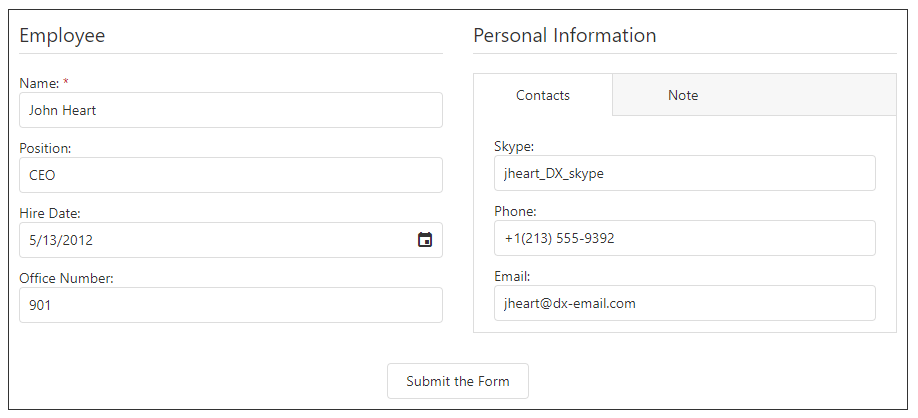 Employee
Name: *
John Heart
Position:
CEO
Hire Date:
5/13/2012
Office Number:
901
Personal Information
Contacts
Note
Skype:
jheart_DX_skype
Phone:
+1(213) 555-9392
Email:
jheart@dx-email.com
Submit the Form